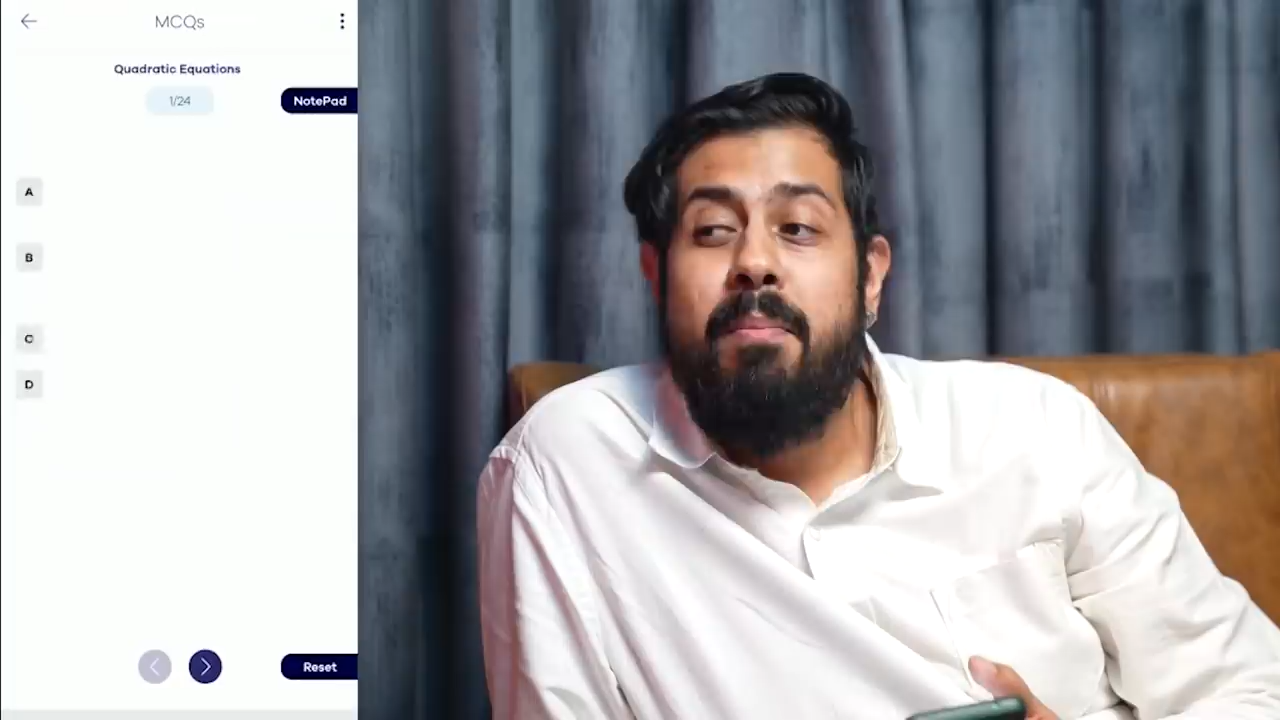 MCQs
Quadratic Equations
1/24
NotePad
A
B
C
D
Reset